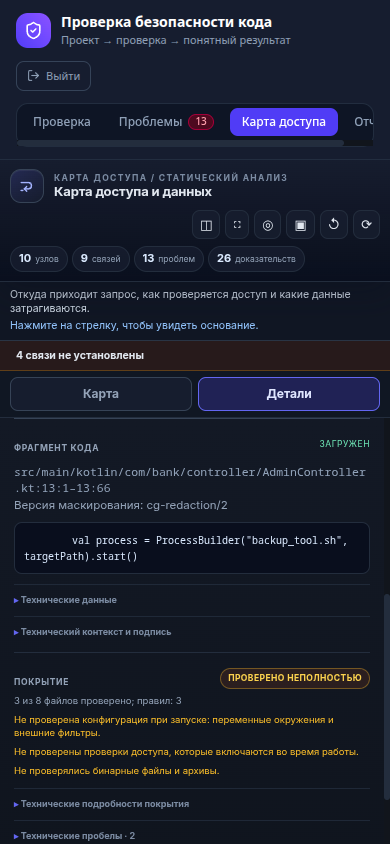 Проверка безопасности кода
Проект → проверка → понятный результат
Выйти
Проверка Проблемы 13 Карта доступа Отч
КАРТА ДОСТУПА / СТАТИЧЕСКИЙ АНАЛИЗ
Карта доступа и данных
10 узлов 9 связей 13 проблем 26 доказательств
Откуда приходит запрос, как проверяется доступ и какие данные
затрагиваются.
Нажмите на стрелку, чтобы увидеть основание.
4 связи не установлены
Карта Детали
ФРАГМЕНТ КОДА ЗАГРУЖЕН
src/main/kotlin/com/bank/controller/AdminController
.kt:13:1–13:66
Версия маскирования: cg-redaction/2
val process = ProcessBuilder("backup_tool.sh",
targetPath).start()
▸ Технические данные
▸ Технический контекст и подпись
ПОКРЫТИЕ ПРОВЕРЕНО НЕПОЛНОСТЬЮ
3 из 8 файлов проверено; правил: 3
Не проверена конфигурация при запуске: переменные окружения и
внешние фильтры.
Не проверены проверки доступа, которые включаются во время работы.
Не проверялись бинарные файлы и архивы.
▸ Технические подробности покрытия
▸ Технические пробелы · 2